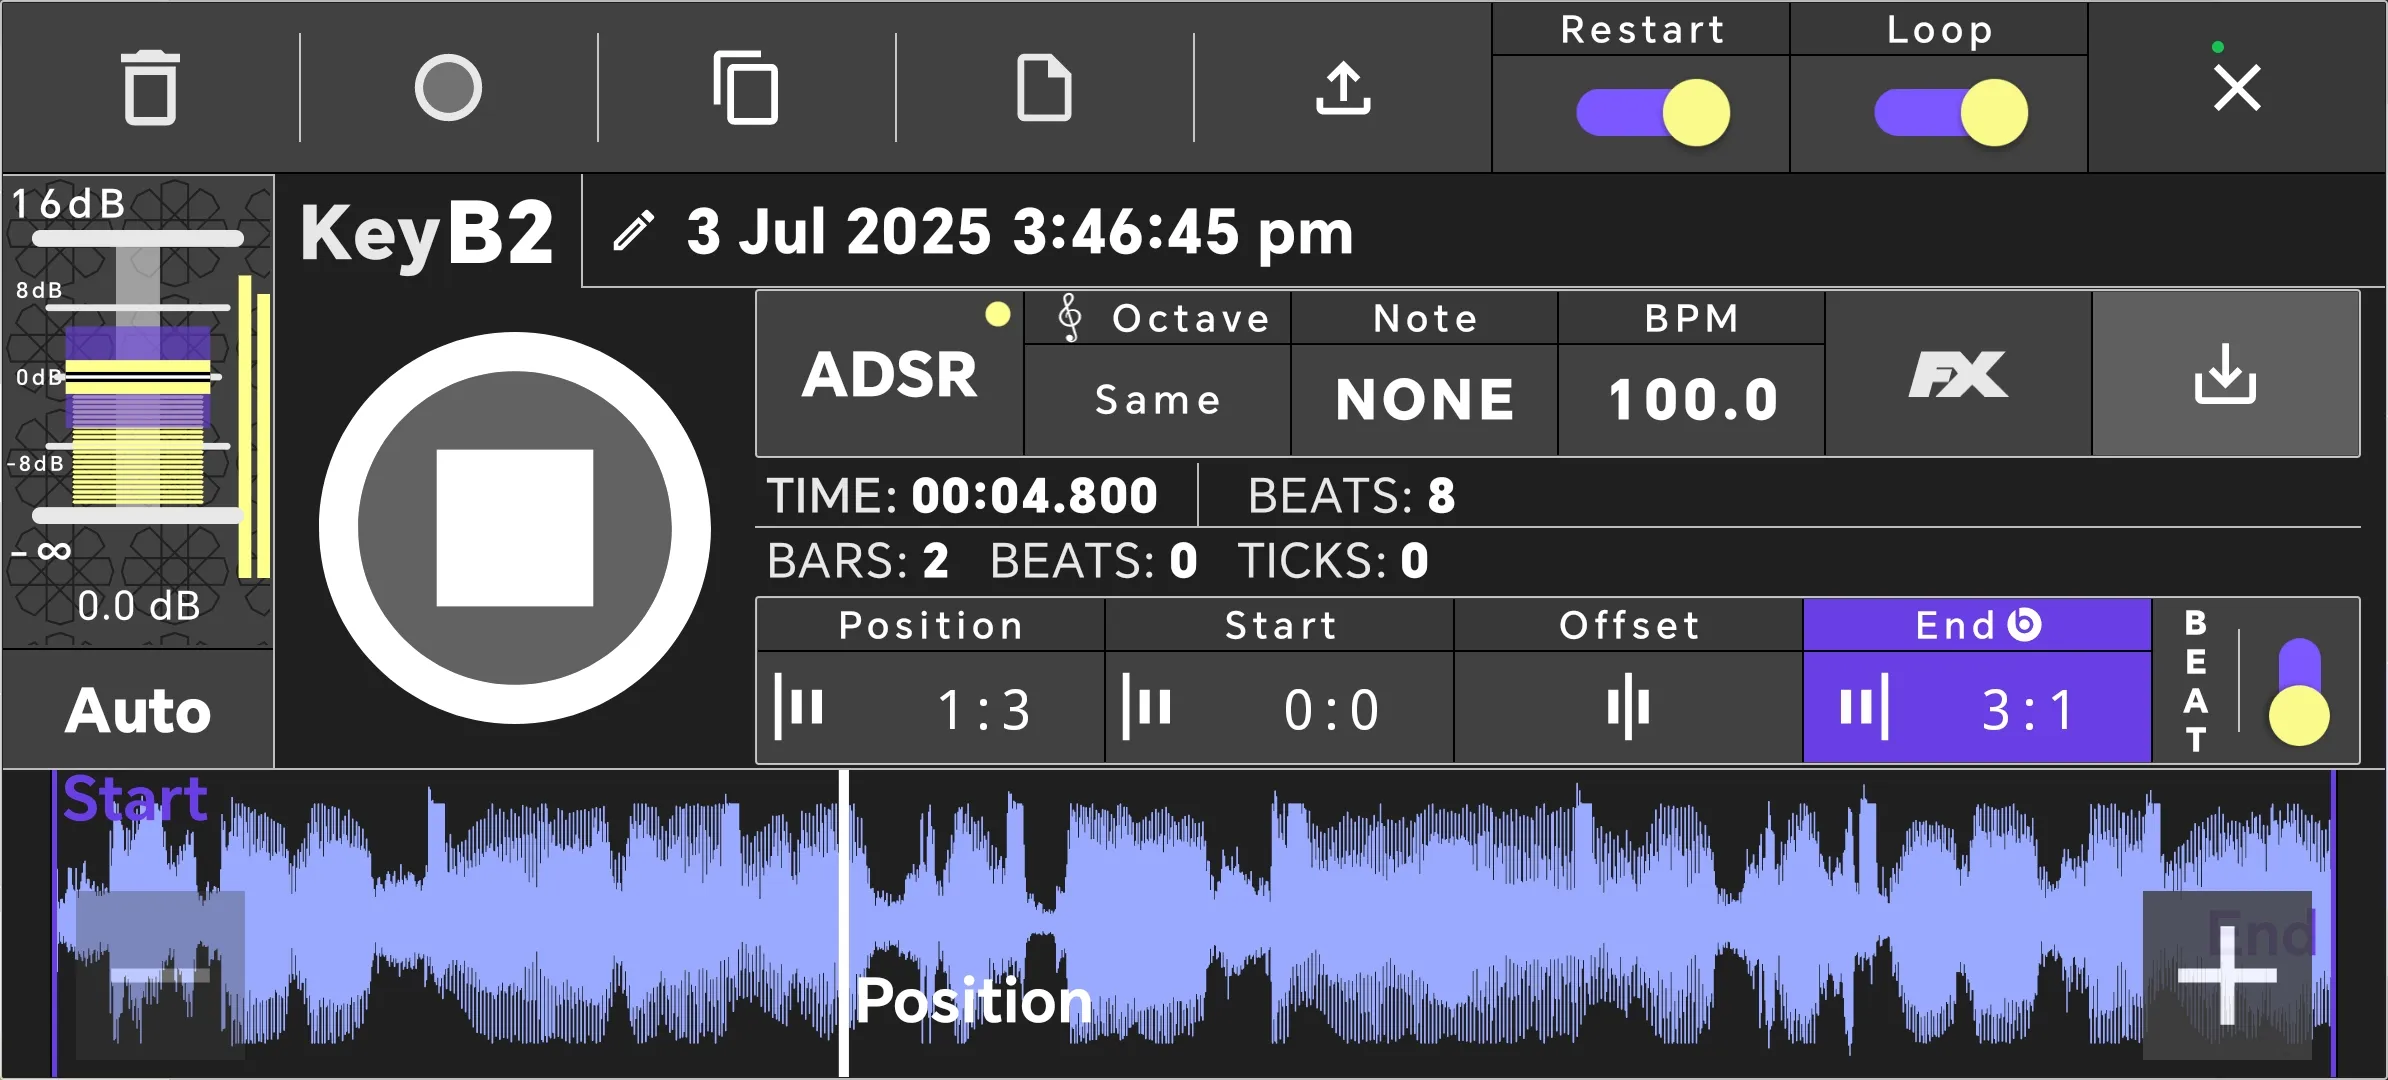 Restart
Loop
16dB
8dB
0dB
-8dB
-∞
0.0 dB
Auto
KeyB2
3 Jul 2025 3:46:45 pm
ADSR
Octave
Same
Note
NONE
BPM
100.0
FX
TIME: 00:04.800
BEATS: 8
BARS: 2 BEATS: 0 TICKS: 0
Position
1:3
Start
0:0
Offset
End
3:1
BEAT
Start
Position
End